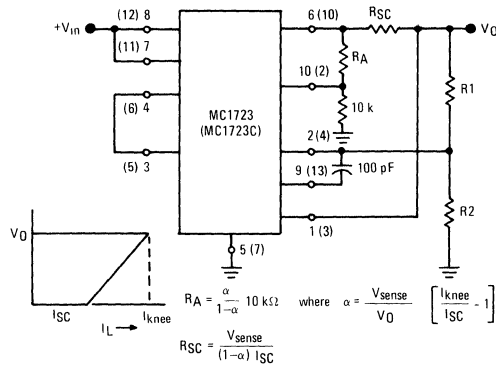 (12) 8
6 (10)
RSC
VO
+Vin
(11) 7
RA
R1
10 (2)
(6) 4
MC1723
(MC1723C)
10 k
2 (4)
9 (13)
100 pF
(5) 3
R2
1 (3)
5 (7)
VO
ISC
IL →
Iknee
RA = α/1-α 10 kΩ where α = Vsense/VO [Iknee/ISC - 1]
RSC = Vsense/(1-α) ISC